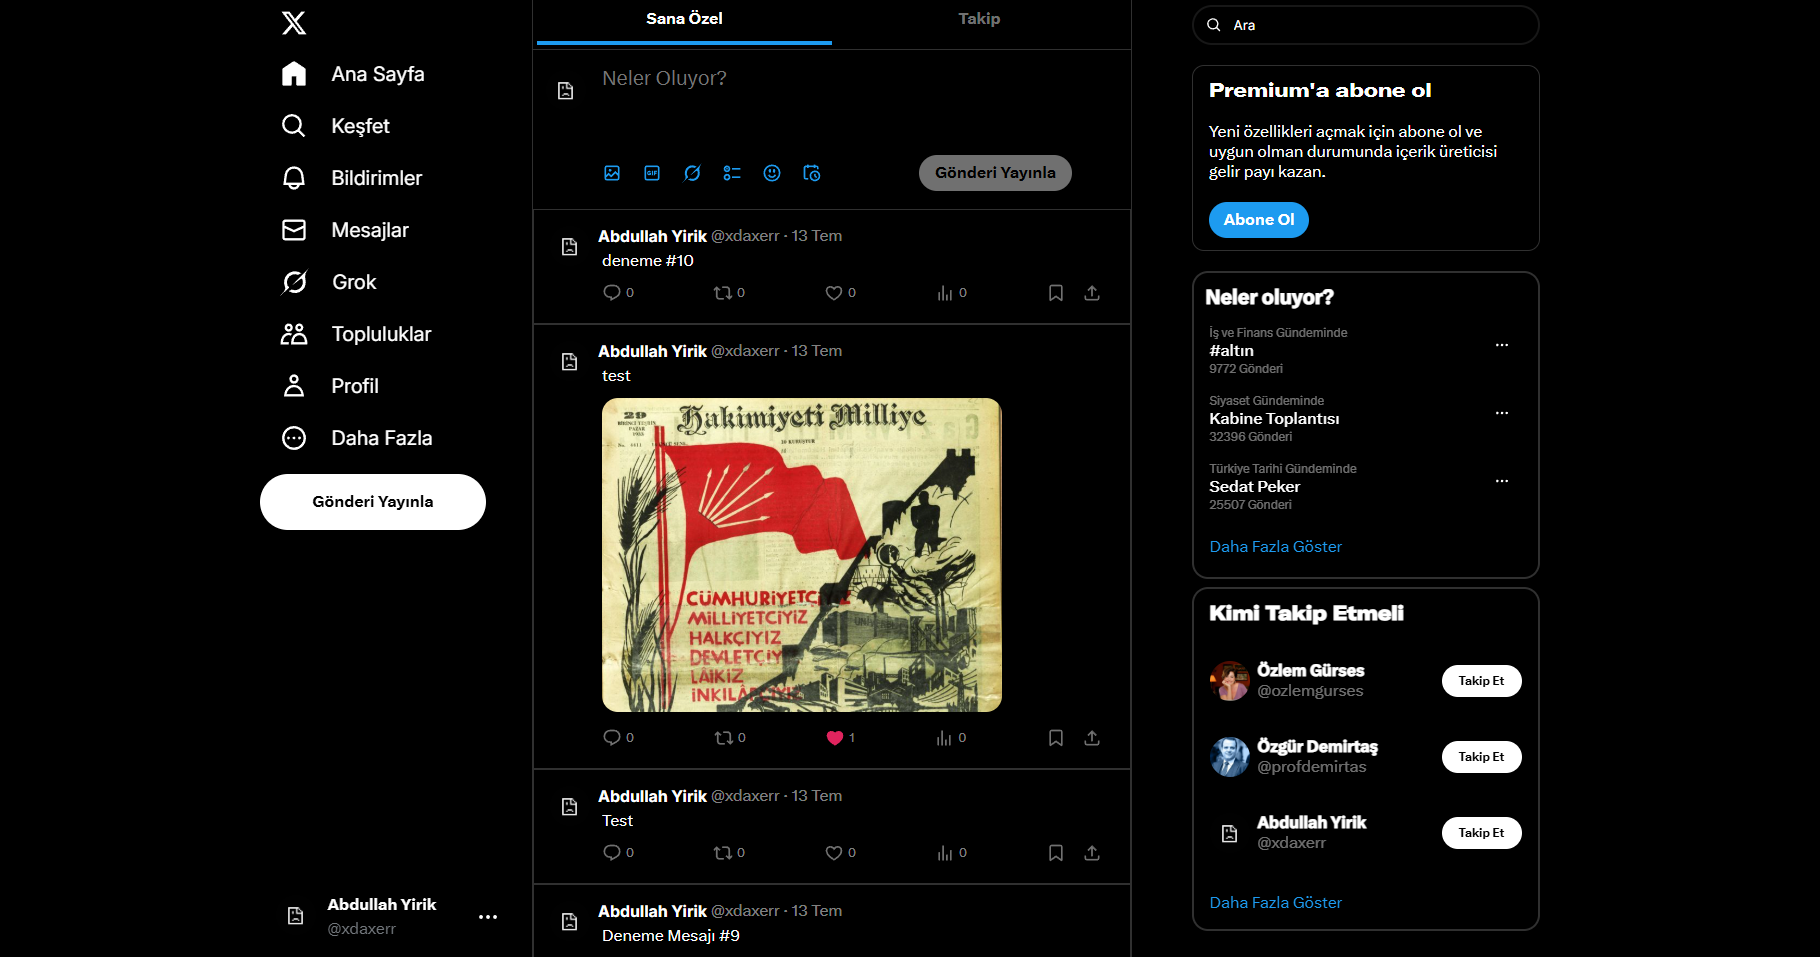 Ana Sayfa
Keşfet
Bildirimler
Mesajlar
Grok
Topluluklar
Profil
Daha Fazla
Gönderi Yayınla
Abdullah Yirik
@xdaxerr
Sana Özel
Takip
Neler Oluyor?
GIF
Gönderi Yayınla
Abdullah Yirik @xdaxerr · 13 Tem
deneme #10
0 0 0 0
Abdullah Yirik @xdaxerr · 13 Tem
test
29
Hakimiyeti Milliye
CÜMHURİYETÇİYİZ
MİLLİYETCİYİZ
HALKÇIYIZ
DEVLETÇİY
LÂİKİZ
İNKILÂPÇIYIZ
0 0 1 0
Abdullah Yirik @xdaxerr · 13 Tem
Test
0 0 0 0
Abdullah Yirik @xdaxerr · 13 Tem
Deneme Mesajı #9
Ara
Premium'a abone ol
Yeni özellikleri açmak için abone ol ve
uygun olman durumunda içerik üreticisi
gelir payı kazan.
Abone Ol
Neler oluyor?
İş ve Finans Gündeminde
#altın
9772 Gönderi
Siyaset Gündeminde
Kabine Toplantısı
32396 Gönderi
Türkiye Tarihi Gündeminde
Sedat Peker
25507 Gönderi
Daha Fazla Göster
Kimi Takip Etmeli
Özlem Gürses
@ozlemgurses
Takip Et
Özgür Demirtaş
@profdemirtas
Takip Et
Abdullah Yirik
@xdaxerr
Takip Et
Daha Fazla Göster